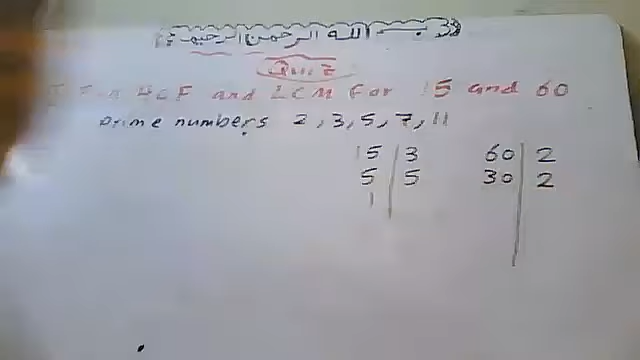 بسم الله الرحمن الرحيم
Quiz
HCF and LCM For 15 and 60
prime numbers 2, 3, 5, 7, 11
15 | 3 60 | 2
5 | 5 30 | 2
1